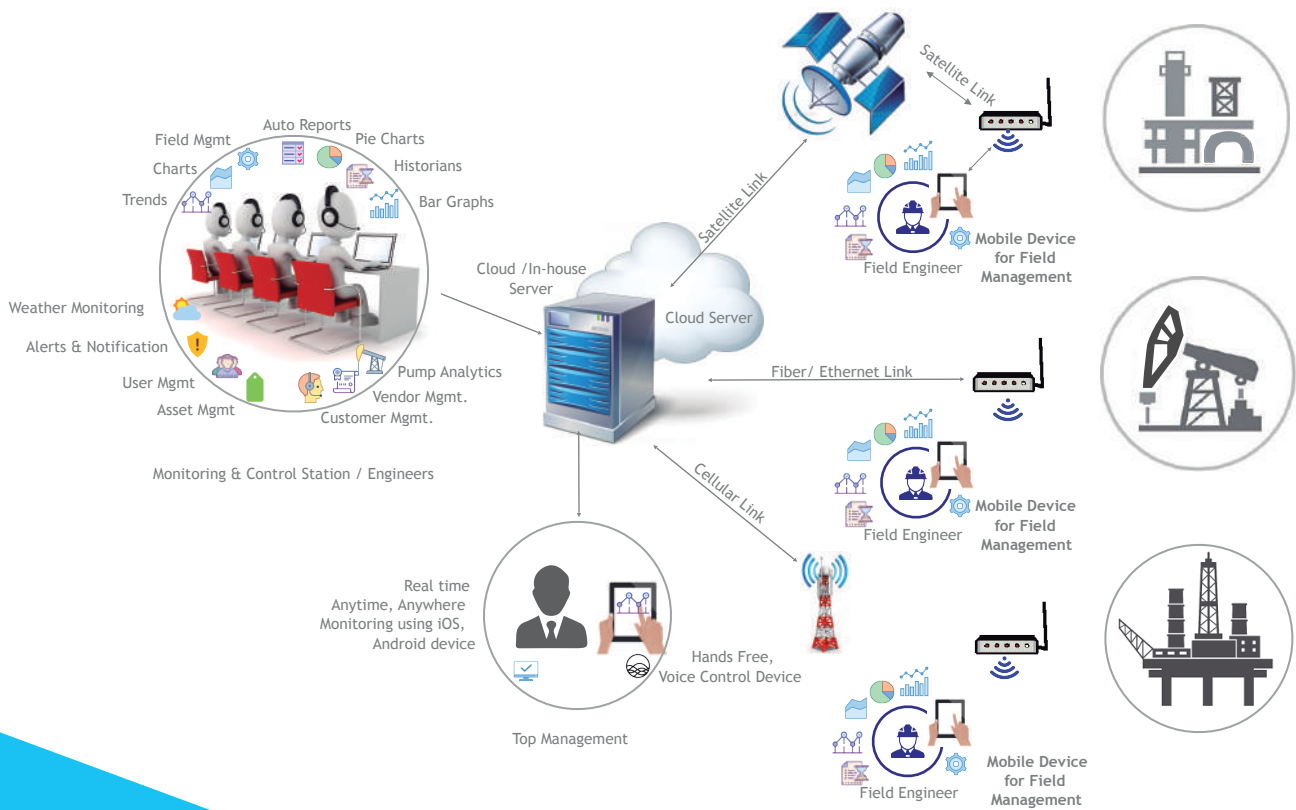 Auto Reports
Field Mgmt
Pie Charts
Charts
Historians
Trends
Bar Graphs
Weather Monitoring
Alerts & Notification
User Mgmt
Asset Mgmt
Pump Analytics
Vendor Mgmt.
Customer Mgmt.
Monitoring & Control Station / Engineers
Cloud /In-house
Server
Cloud Server
Satellite Link
Satellite Link
Field Engineer
Mobile Device
for Field
Management
Fiber/ Ethernet Link
Field Engineer
Mobile Device
for Field
Management
Cellular Link
Real time
Anytime, Anywhere
Monitoring using iOS,
Android device
Hands Free,
Voice Control Device
Top Management
Field Engineer
Mobile Device
for Field
Management